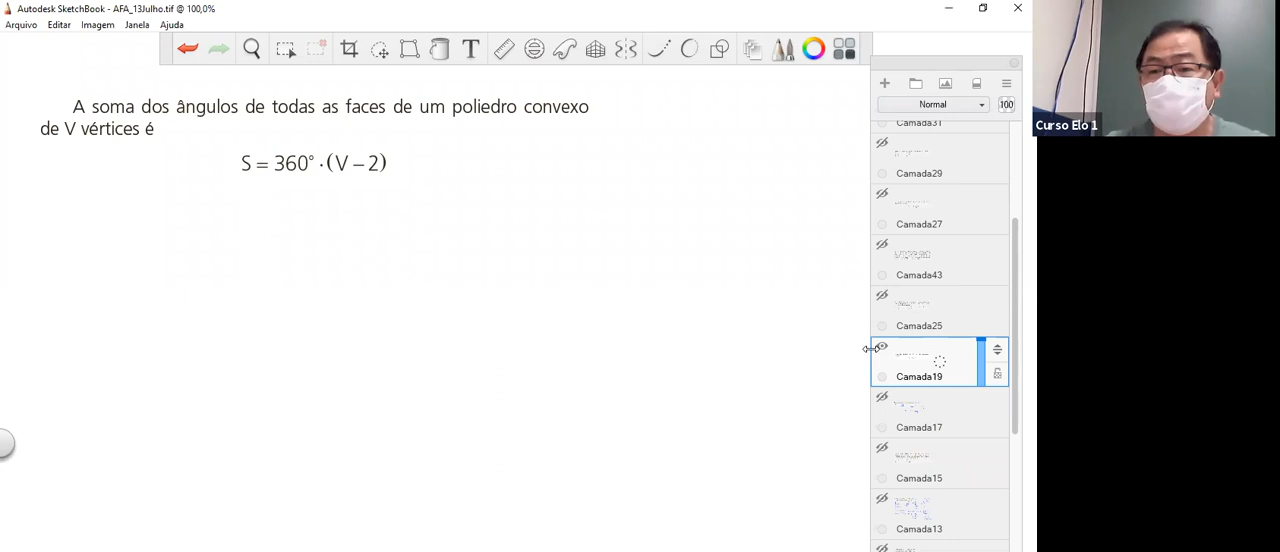 Autodesk SketchBook - AFA_13Julho.tif @ 100,0%
Arquivo Editar Imagem Janela Ajuda
A soma dos ângulos de todas as faces de um poliedro convexo
de V vértices é
S = 360° · (V – 2)
Normal 100
Camada31
Camada29
Camada27
Camada43
Camada25
Camada19
Camada17
Camada15
Camada13
Curso Elo 1